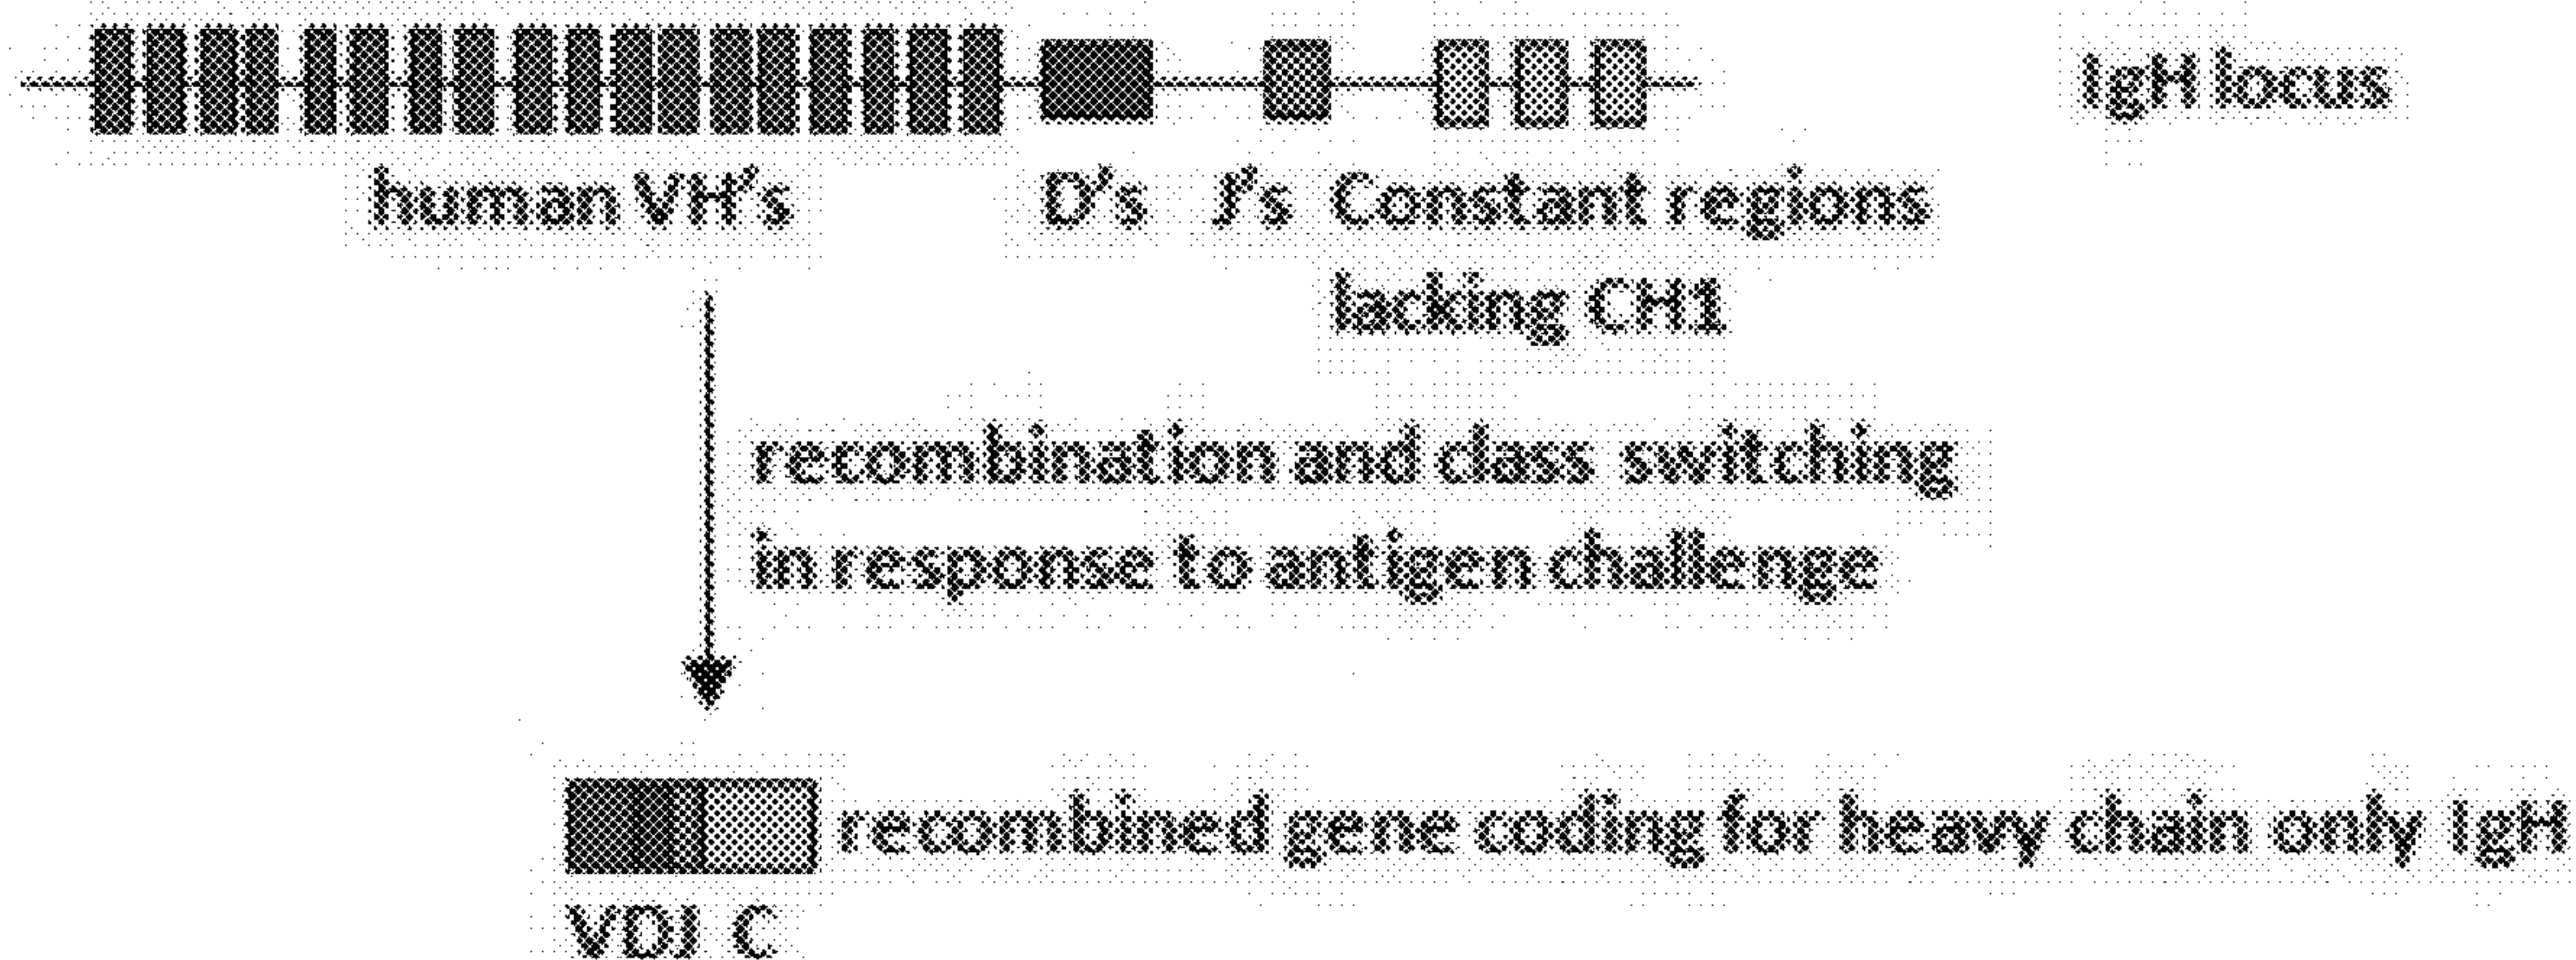 IgH locus
human VH's D's J's Constant regions
lacking CH1
recombination and class switching
in response to antigen challenge
recombined gene coding for heavy chain only IgH
VDJ C